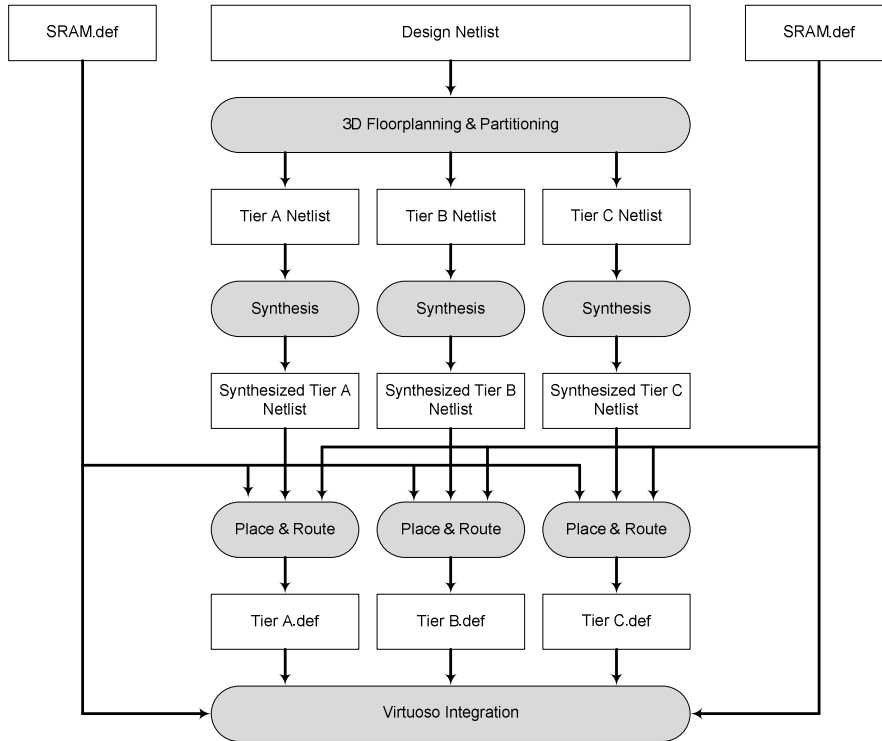 SRAM.def
Design Netlist
SRAM.def
3D Floorplanning & Partitioning
Tier A Netlist
Tier B Netlist
Tier C Netlist
Synthesis
Synthesis
Synthesis
Synthesized Tier A
Netlist
Synthesized Tier B
Netlist
Synthesized Tier C
Netlist
Place & Route
Place & Route
Place & Route
Tier A.def
Tier B.def
Tier C.def
Virtuoso Integration